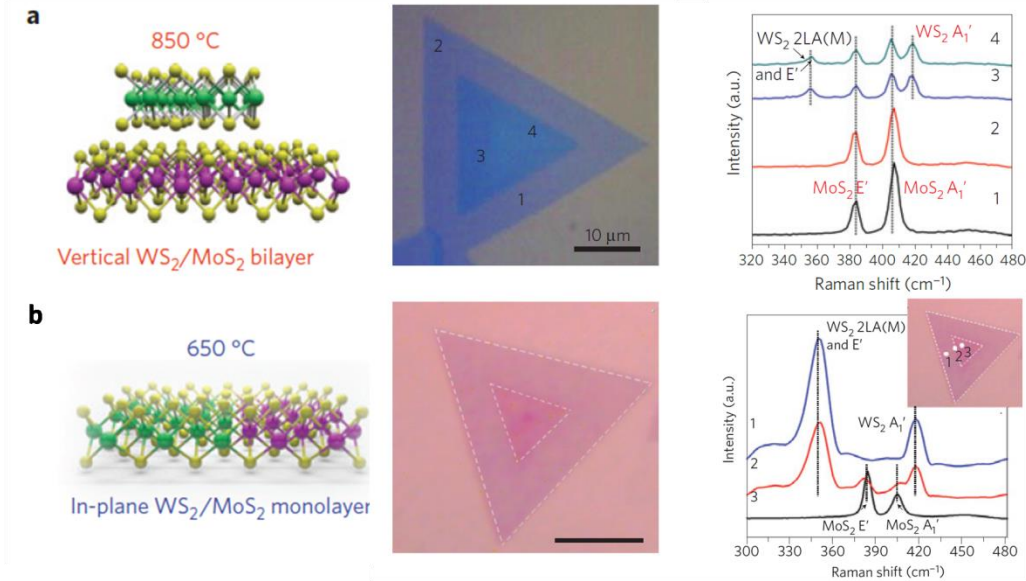 a
850 °C
Vertical WS₂/MoS₂ bilayer
2
4
3
1
10 μm
WS₂ 2LA(M)
and E′
WS₂ A₁′
4
3
2
MoS₂ E′
MoS₂ A₁′
1
Intensity (a.u.)
320 360 380 400 420 440 460 480
Raman shift (cm⁻¹)
b
650 °C
In-plane WS₂/MoS₂ monolayer
WS₂ 2LA(M)
and E′
1 2 3
1
WS₂ A₁′
2
3
MoS₂ E′
MoS₂ A₁′
Intensity (a.u.)
300 350 390 420 450 480
Raman shift (cm⁻¹)